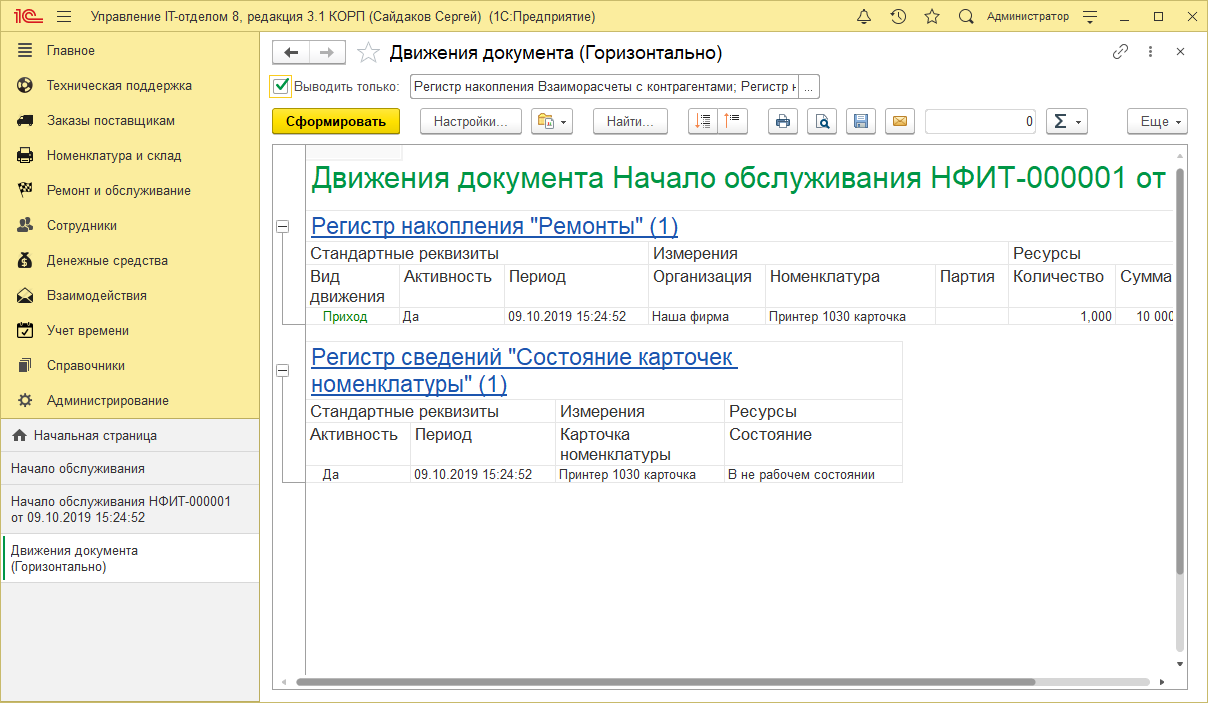 1С Управление IT-отделом 8, редакция 3.1 КОРП (Сайдаков Сергей) (1С:Предприятие) Администратор
Главное
Техническая поддержка
Заказы поставщикам
Номенклатура и склад
Ремонт и обслуживание
Сотрудники
Денежные средства
Взаимодействия
Учет времени
Справочники
Администрирование
Начальная страница
Начало обслуживания
Начало обслуживания НФИТ-000001
от 09.10.2019 15:24:52
Движения документа
(Горизонтально)
Движения документа (Горизонтально)
Выводить только: Регистр накопления Взаиморасчеты с контрагентами; Регистр н ...
Сформировать Настройки... Найти... 0 Σ Еще
Движения документа Начало обслуживания НФИТ-000001 от
Регистр накопления "Ремонты" (1)
Стандартные реквизиты Измерения Ресурсы
Вид Активность Период Организация Номенклатура Партия Количество Сумма
движения
Приход Да 09.10.2019 15:24:52 Наша фирма Принтер 1030 карточка 1,000 10 000
Регистр сведений "Состояние карточек
номенклатуры" (1)
Стандартные реквизиты Измерения Ресурсы
Активность Период Карточка Состояние
номенклатуры
Да 09.10.2019 15:24:52 Принтер 1030 карточка В не рабочем состоянии